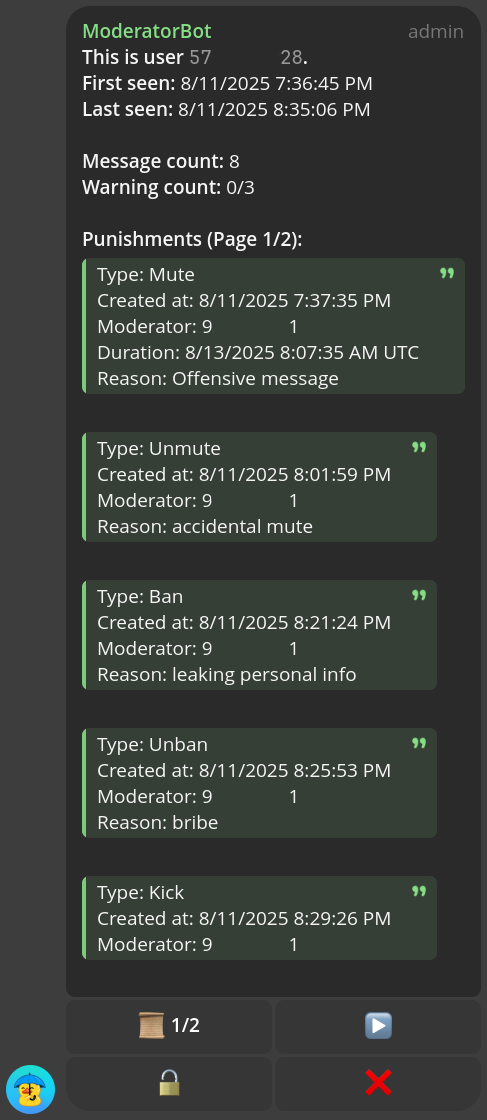 ModeratorBot admin
This is user 57 28.
First seen: 8/11/2025 7:36:45 PM
Last seen: 8/11/2025 8:35:06 PM
Message count: 8
Warning count: 0/3
Punishments (Page 1/2):
Type: Mute
Created at: 8/11/2025 7:37:35 PM
Moderator: 9 1
Duration: 8/13/2025 8:07:35 AM UTC
Reason: Offensive message
Type: Unmute
Created at: 8/11/2025 8:01:59 PM
Moderator: 9 1
Reason: accidental mute
Type: Ban
Created at: 8/11/2025 8:21:24 PM
Moderator: 9 1
Reason: leaking personal info
Type: Unban
Created at: 8/11/2025 8:25:53 PM
Moderator: 9 1
Reason: bribe
Type: Kick
Created at: 8/11/2025 8:29:26 PM
Moderator: 9 1
1/2